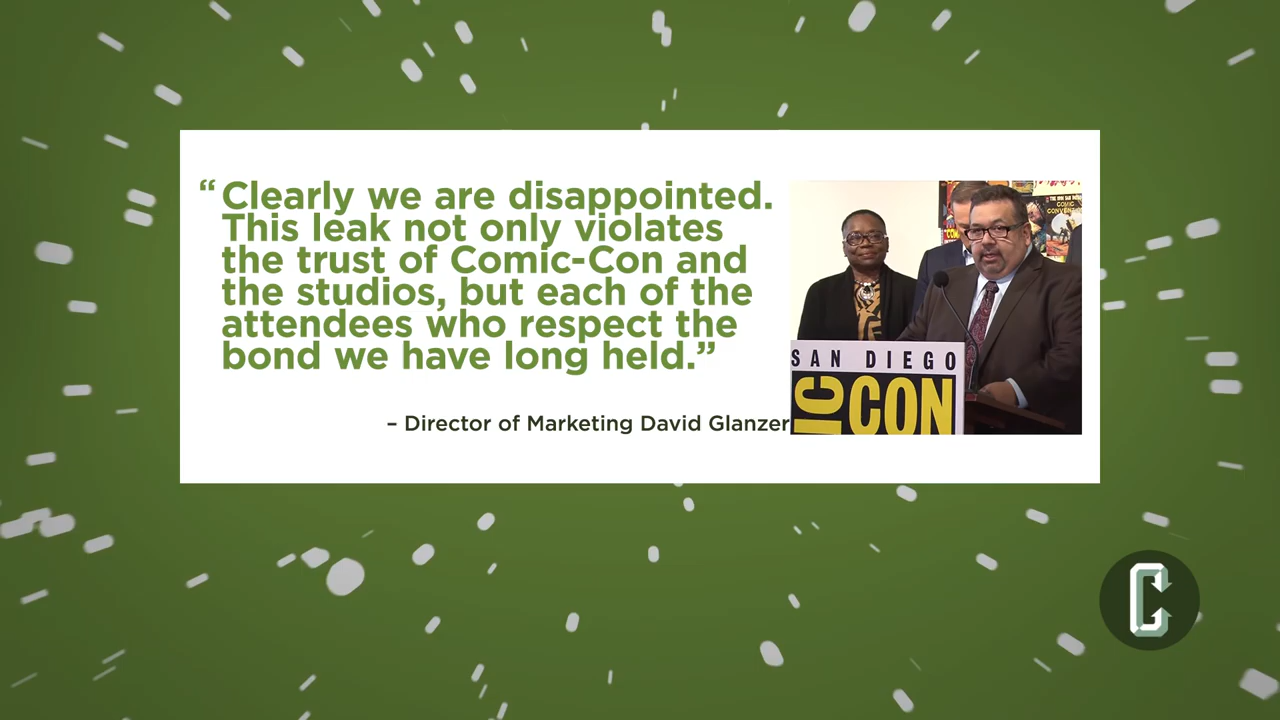 “Clearly we are disappointed.
This leak not only violates
the trust of Comic-Con and
the studios, but each of the
attendees who respect the
bond we have long held.”
– Director of Marketing David Glanzer
COMIC
SAN DIEGO
IC CON
C